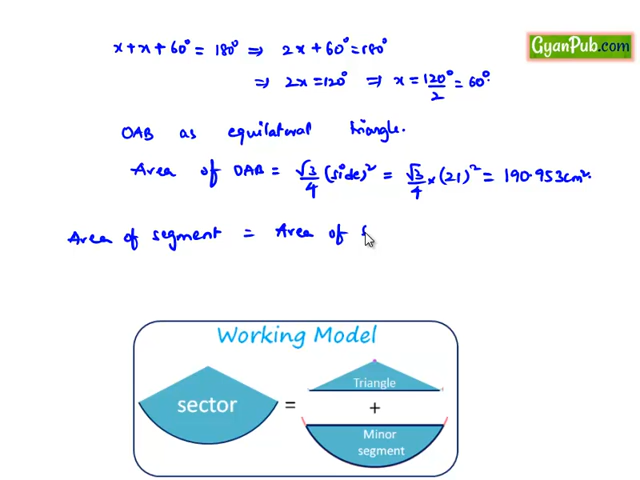 x+x+60°= 180° ⟹ 2x+60°=180°
GyanPub.com
⟹ 2x=120° ⟹ x=120°/2=60°
OAB as equilateral triangle.
Area of OAB = √3/4 (side)² = √3/4 × (21)² = 190.953cm².
Area of segment = Area of s
Working Model
sector
=
Triangle
+
Minor
segment